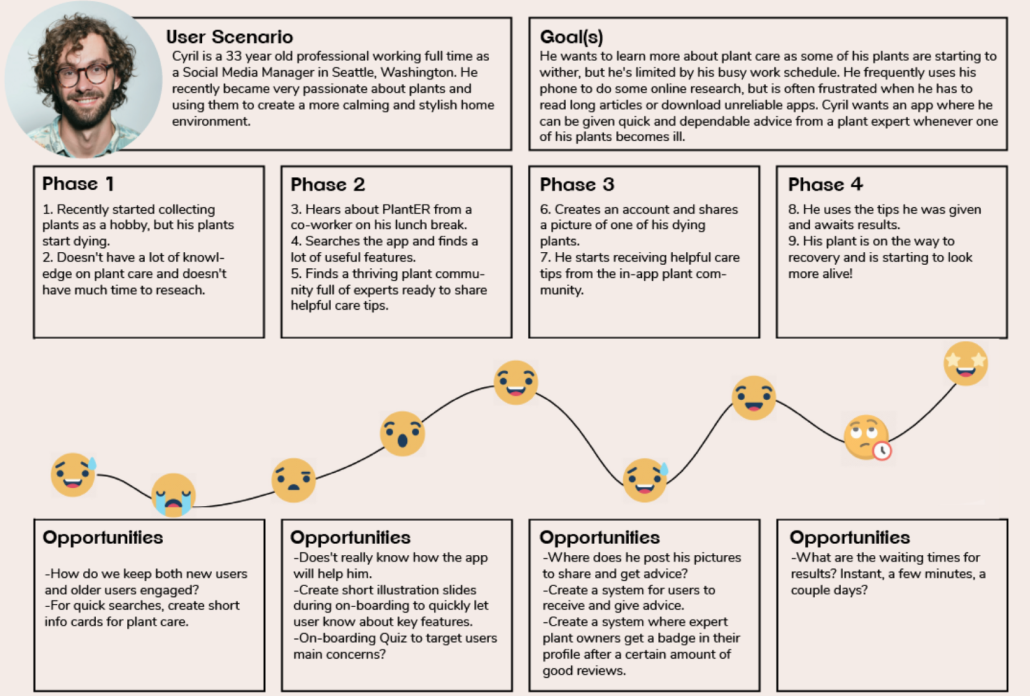 User Scenario
Cyril is a 33 year old professional working full time as
a Social Media Manager in Seattle, Washington. He
recently became very passionate about plants and
using them to create a more calming and stylish home
environment.
Goal(s)
He wants to learn more about plant care as some of his plants are starting to
wither, but he's limited by his busy work schedule. He frequently uses his
phone to do some online research, but is often frustrated when he has to
read long articles or download unreliable apps. Cyril wants an app where he
can be given quick and dependable advice from a plant expert whenever one
of his plants becomes ill.
Phase 1
1. Recently started collecting
plants as a hobby, but his plants
start dying.
2. Doesn't have a lot of knowl-
edge on plant care and doesn't
have much time to reseach.
Phase 2
3. Hears about PlantER from a
co-worker on his lunch break.
4. Searches the app and finds a
lot of useful features.
5. Finds a thriving plant commu-
nity full of experts ready to share
helpful care tips.
Phase 3
6. Creates an account and shares
a picture of one of his dying
plants.
7. He starts receiving helpful care
tips from the in-app plant com-
munity.
Phase 4
8. He uses the tips he was given
and awaits results.
9. His plant is on the way to
recovery and is starting to look
more alive!
Opportunities
-How do we keep both new users
and older users engaged?
-For quick searches, create short
info cards for plant care.
Opportunities
-Does't really know how the app
will help him.
-Create short illustration slides
during on-boarding to quickly let
user know about key features.
-On-boarding Quiz to target users
main concerns?
Opportunities
-Where does he post his pictures
to share and get advice?
-Create a system for users to
receive and give advice.
-Create a system where expert
plant owners get a badge in their
profile after a certain amount of
good reviews.
Opportunities
-What are the waiting times for
results? Instant, a few minutes, a
couple days?